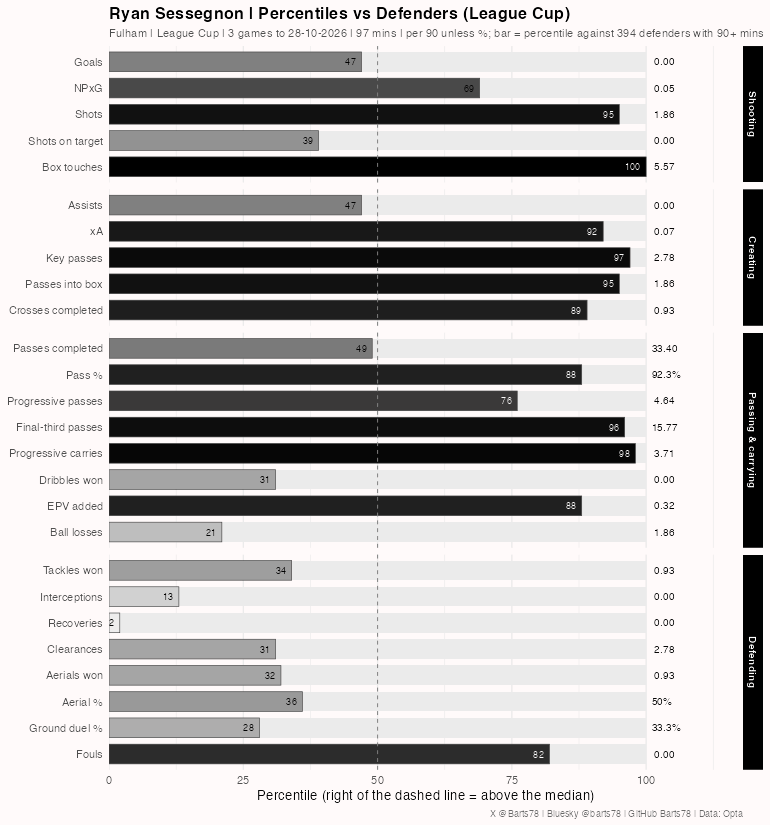 Ryan Sessegnon | Percentiles vs Defenders (League Cup)
Fulham | League Cup | 3 games to 28-10-2026 | 97 mins | per 90 unless %; bar = percentile against 394 defenders with 90+ mins
Goals 47 0.00
NPxG 69 0.05
Shots 95 1.86
Shots on target 39 0.00
Box touches 100 5.57
Shooting
Assists 47 0.00
xA 92 0.07
Key passes 97 2.78
Passes into box 95 1.86
Crosses completed 89 0.93
Creating
Passes completed 49 33.40
Pass % 88 92.3%
Progressive passes 76 4.64
Final-third passes 96 15.77
Progressive carries 98 3.71
Dribbles won 31 0.00
EPV added 88 0.32
Ball losses 21 1.86
Passing & carrying
Tackles won 34 0.93
Interceptions 13 0.00
Recoveries 2 0.00
Clearances 31 2.78
Aerials won 32 0.93
Aerial % 36 50%
Ground duel % 28 33.3%
Fouls 82 0.00
Defending
0 25 50 75 100
Percentile (right of the dashed line = above the median)
X @Barts78 | Bluesky @barts78 | GitHub Barts78 | Data: Opta